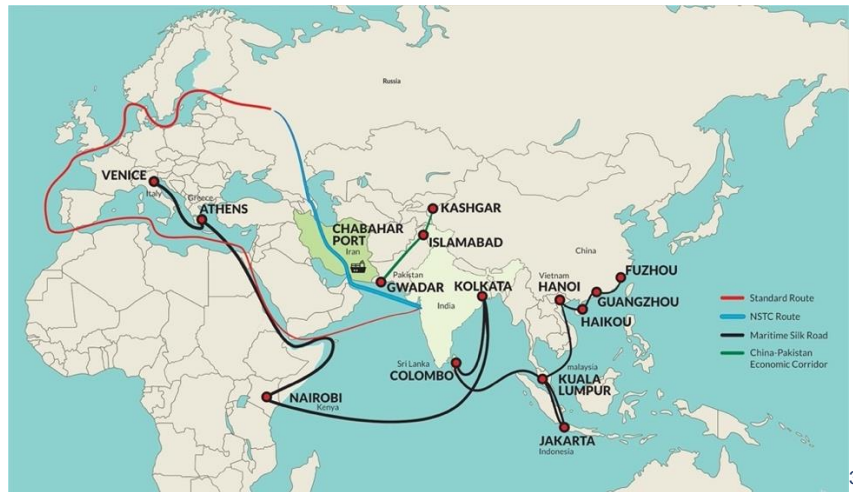 Russia
VENICE
Italy
Greece
ATHENS
KASHGAR
CHABAHAR
PORT
Iran
ISLAMABAD
China
Pakistan
GWADAR
KOLKATA
India
Vietnam
HANOI
FUZHOU
GUANGZHOU
HAIKOU
Sri Lanka
COLOMBO
malaysia
KUALA
LUMPUR
NAIROBI
Kenya
JAKARTA
Indonesia
Standard Route
NSTC Route
Maritime Silk Road
China-Pakistan
Economic Corridor